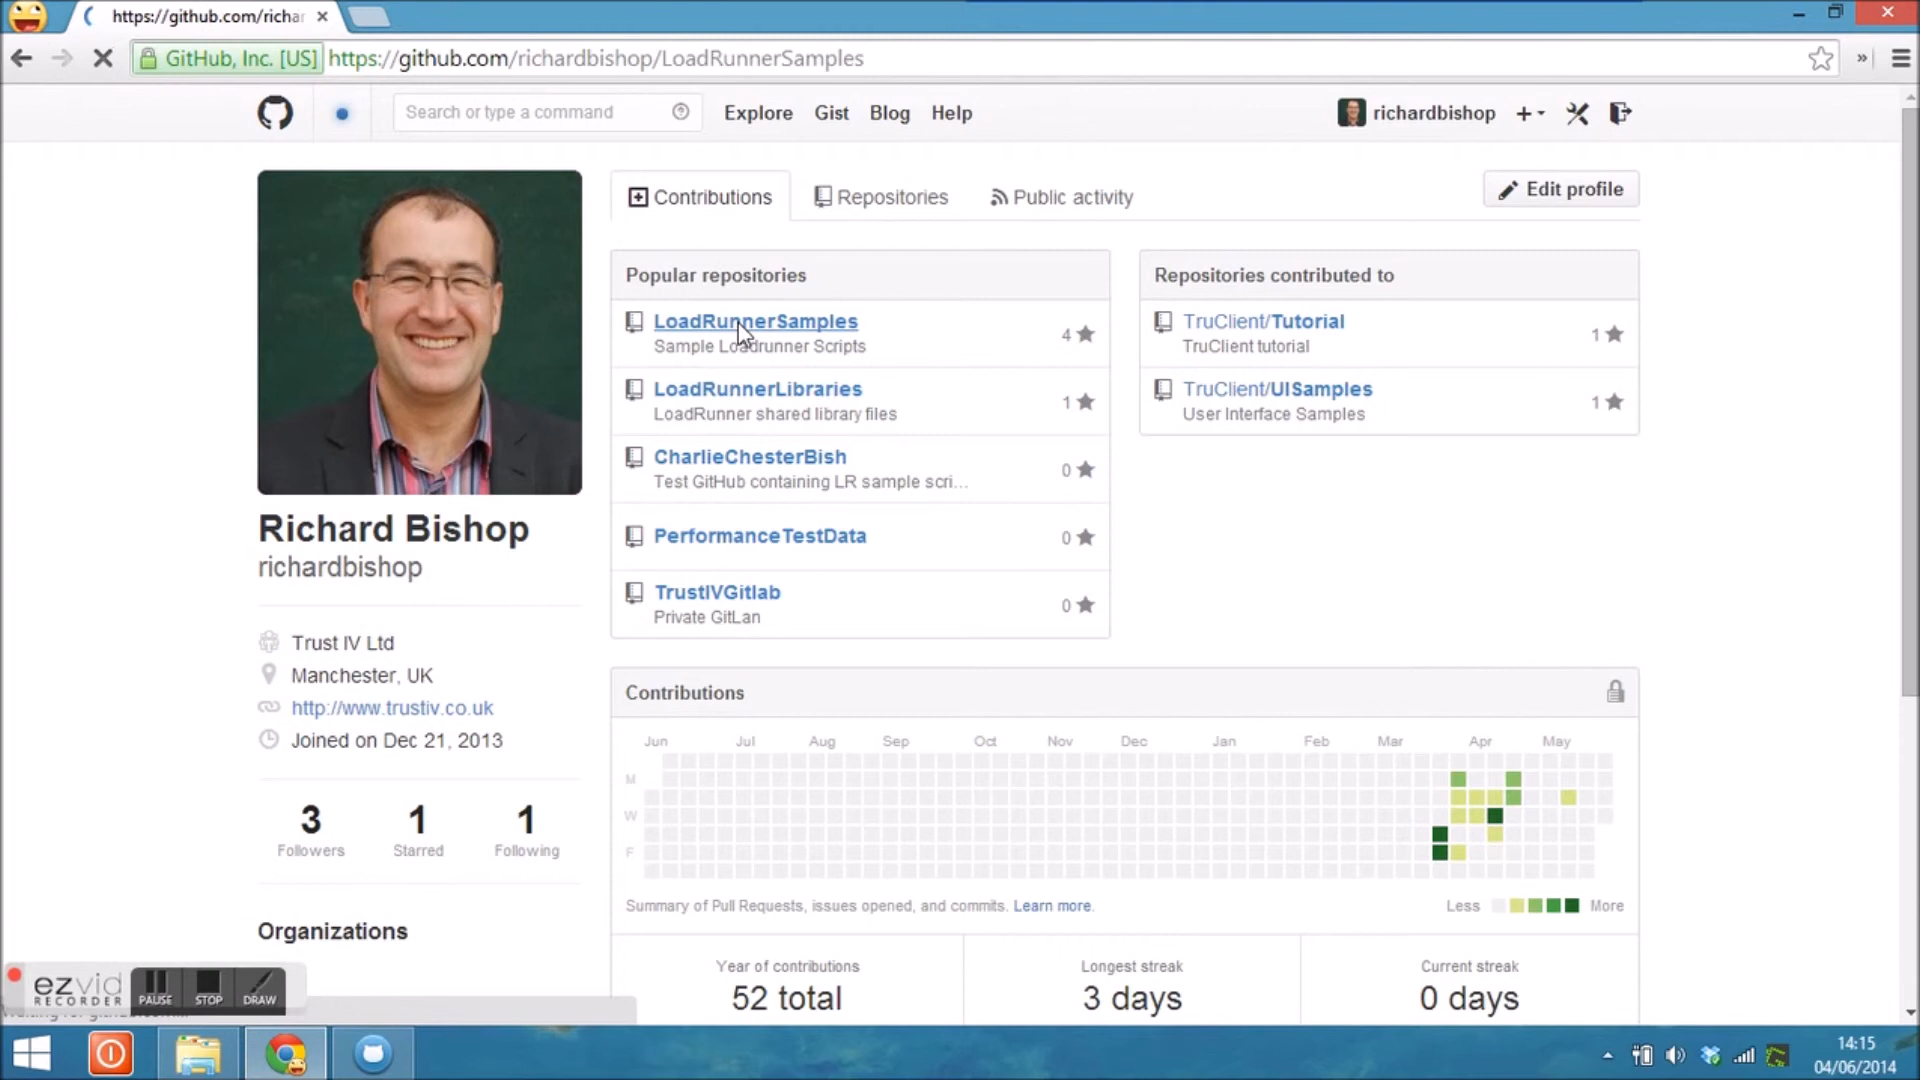 https://github.com/richar
GitHub, Inc. [US] https://github.com/richardbishop/LoadRunnerSamples
Search or type a command
Explore Gist Blog Help
richardbishop
Contributions
Repositories
Public activity
Edit profile
Popular repositories
LoadRunnerSamples
Sample Loadrunner Scripts
4
LoadRunnerLibraries
LoadRunner shared library files
1
CharlieChesterBish
Test GitHub containing LR sample scri...
0
PerformanceTestData
0
TrustIVGitlab
Private GitLan
0
Repositories contributed to
TruClient/Tutorial
TruClient tutorial
1
TruClient/UISamples
User Interface Samples
1
Richard Bishop
richardbishop
Trust IV Ltd
Manchester, UK
http://www.trustiv.co.uk
Joined on Dec 21, 2013
3 1 1
Followers Starred Following
Organizations
Contributions
Jun Jul Aug Sep Oct Nov Dec Jan Feb Mar Apr May
M
W
F
Summary of Pull Requests, issues opened, and commits. Learn more.
Less More
Year of contributions
52 total
Longest streak
3 days
Current streak
0 days
ezvid
RECORDER
PAUSE STOP DRAW
14:15
04/06/2014